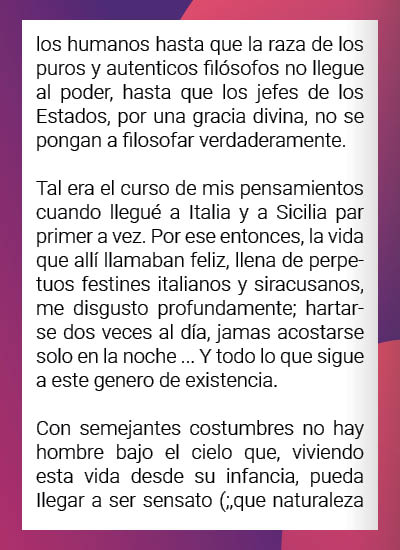 los humanos hasta que la raza de los
puros y autenticos filósofos no llegue
al poder, hasta que los jefes de los
Estados, por una gracia divina, no se
pongan a filosofar verdaderamente.
Tal era el curso de mis pensamientos
cuando llegué a Italia y a Sicilia par
primer a vez. Por ese entonces, la vida
que allí llamaban feliz, llena de perpe-
tuos festines italianos y siracusanos,
me disgusto profundamente; hartar-
se dos veces al día, jamas acostarse
solo en la noche ... Y todo lo que sigue
a este genero de existencia.
Con semejantes costumbres no hay
hombre bajo el cielo que, viviendo
esta vida desde su infancia, pueda
llegar a ser sensato (;,que naturaleza